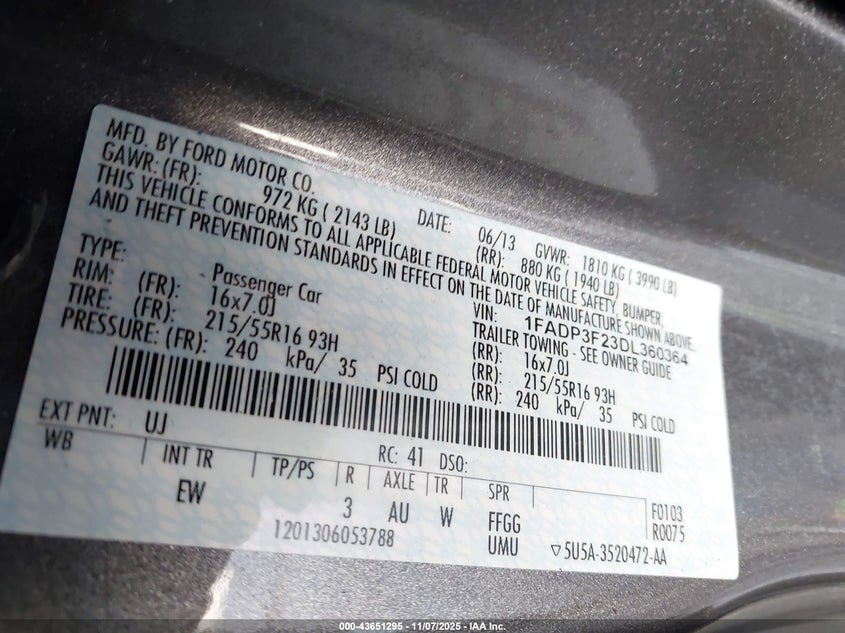 MFD. BY FORD MOTOR CO.
DATE: 06/13 GVWR: 1810 KG ( 3990 LB)
GAWR: (FR): 972 KG ( 2143 LB) (RR): 880 KG ( 1940 LB)
THIS VEHICLE CONFORMS TO ALL APPLICABLE FEDERAL MOTOR VEHICLE SAFETY, BUMPER,
AND THEFT PREVENTION STANDARDS IN EFFECT ON THE DATE OF MANUFACTURE SHOWN ABOVE.
VIN: 1FADP3F23DL360364
TYPE: Passenger Car TRAILER TOWING - SEE OWNER GUIDE
RIM: (FR): 16x7.0J (RR): 16x7.0J
TIRE: (FR): 215/55R16 93H (RR): 215/55R16 93H
PRESSURE: (FR): 240 kPa/ 35 PSI COLD (RR): 240 kPa/ 35 PSI COLD
EXT PNT: UJ RC: 41 DSO:
WB INT TR TP/PS R AXLE TR SPR F0103
EW 3 AU W FFGG R0075
1201306053788 UMU ▽5U5A-3520472-AA
000-43651295 - 11/07/2025 - IAA Inc.